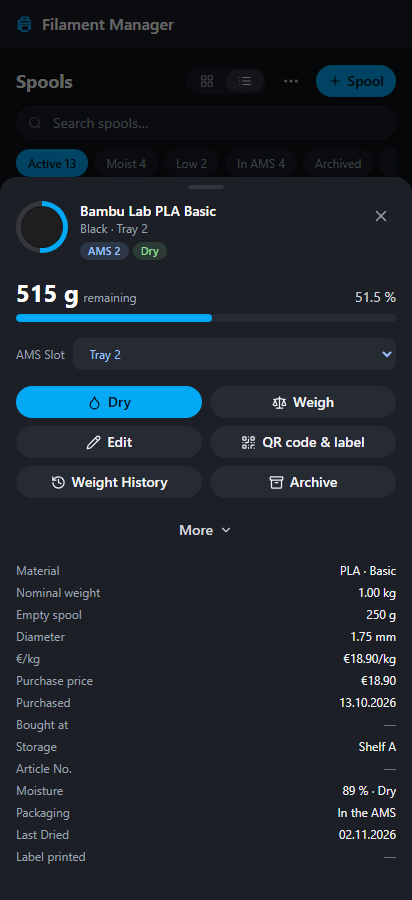 Filament Manager
Spools
+ Spool
Search spools...
Active 13
Moist 4
Low 2
In AMS 4
Archived
Bambu Lab PLA Basic
Black · Tray 2
AMS 2
Dry
515 g remaining
51.5 %
AMS Slot
Tray 2
Dry
Weigh
Edit
QR code & label
Weight History
Archive
More
Material PLA · Basic
Nominal weight 1.00 kg
Empty spool 250 g
Diameter 1.75 mm
€/kg €18.90/kg
Purchase price €18.90
Purchased 13.10.2026
Bought at —
Storage Shelf A
Article No. —
Moisture 89 % · Dry
Packaging In the AMS
Last Dried 02.11.2026
Label printed —